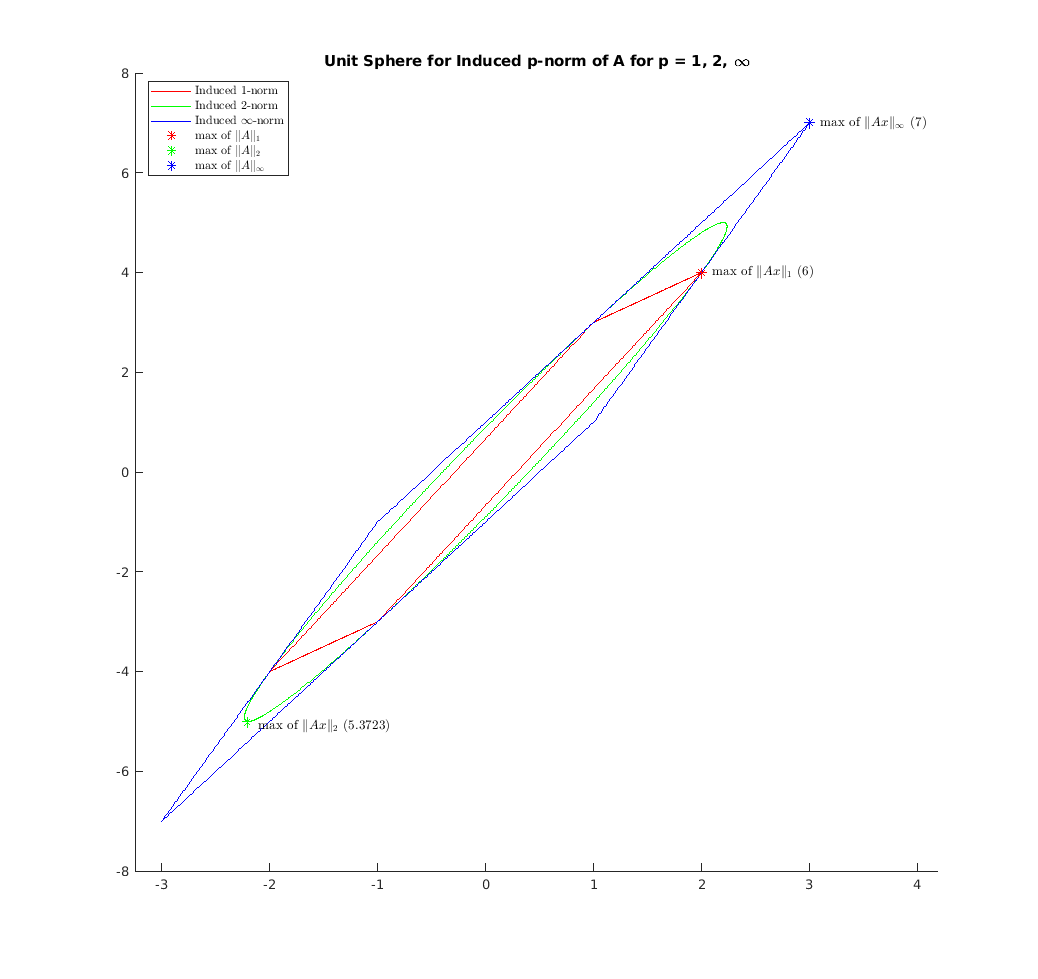 Unit Sphere for Induced p-norm of A for p = 1, 2, ∞
8
Induced 1-norm
Induced 2-norm
Induced ∞-norm
max of ‖A‖₁
max of ‖A‖₂
max of ‖A‖∞
max of ‖Ax‖∞ (7)
6
4
max of ‖Ax‖₁ (6)
2
0
-2
-4
max of ‖Ax‖₂ (5.3723)
-6
-8
-3 -2 -1 0 1 2 3 4